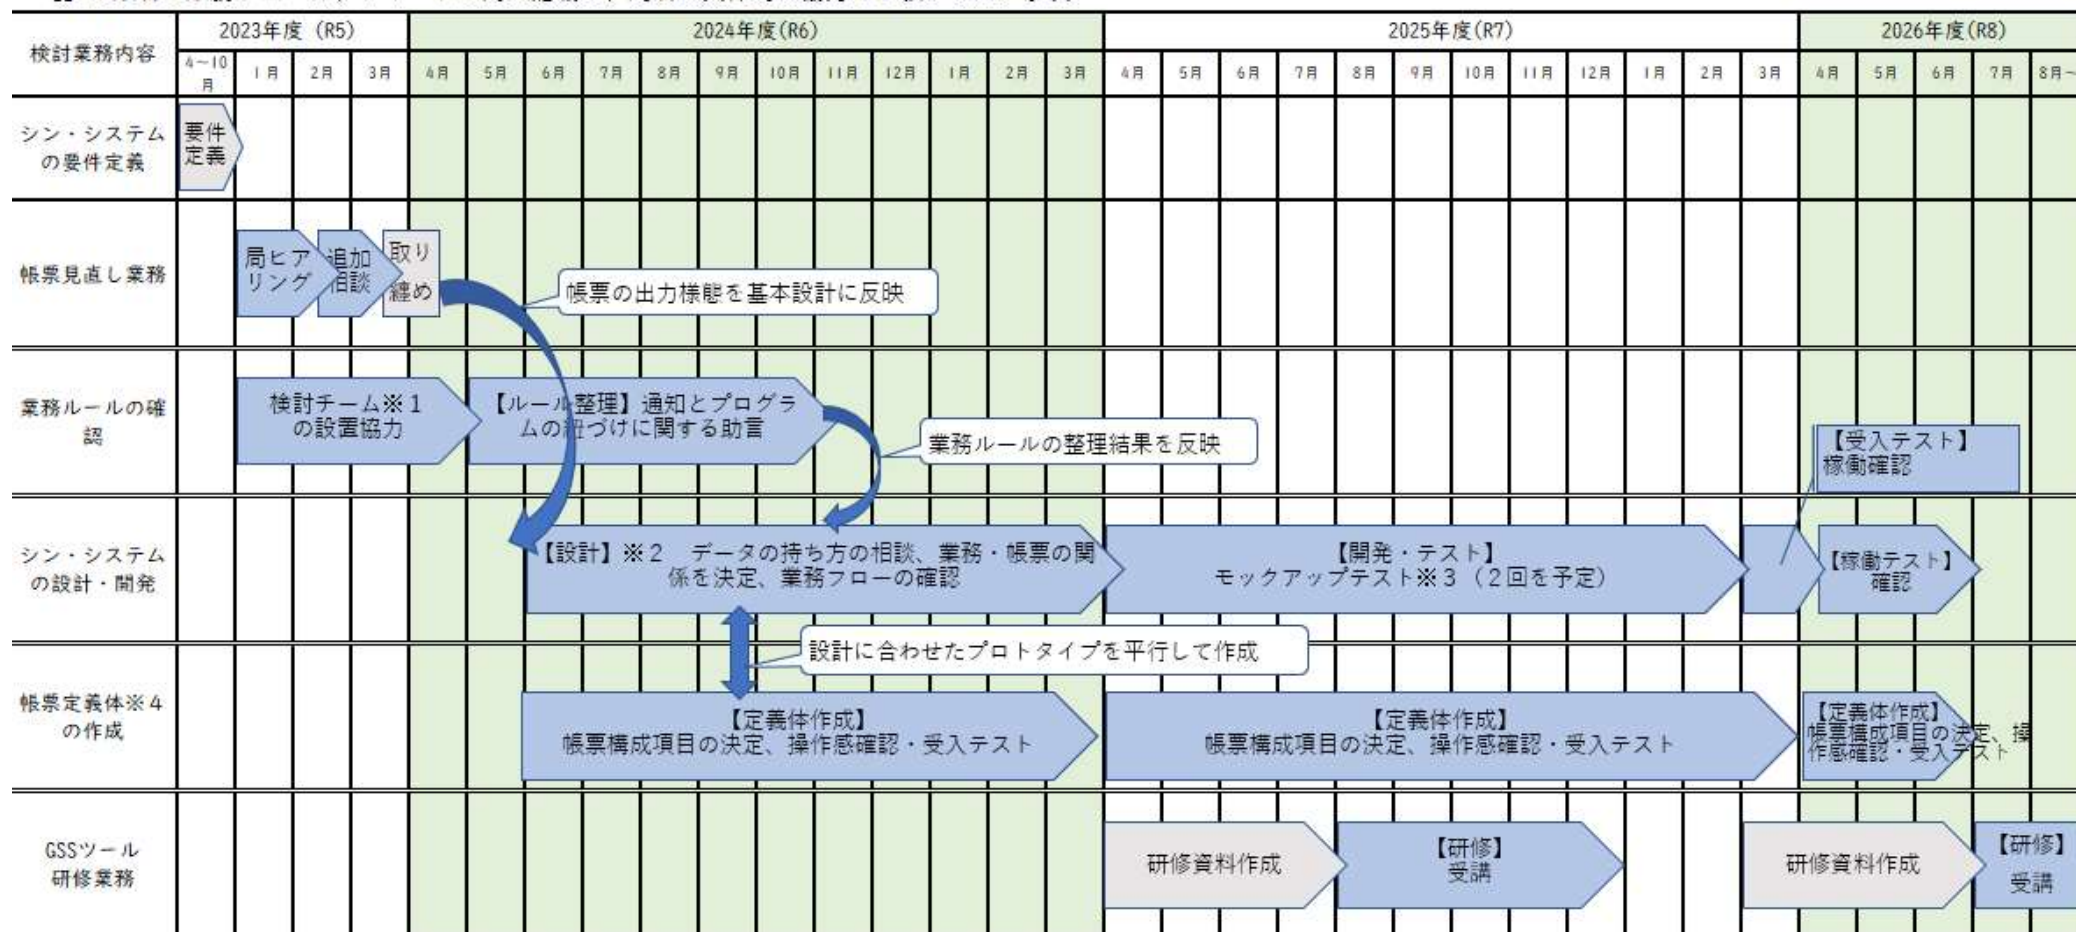 検討業務内容
2023年度（R5）
2024年度(R6)
2025年度(R7)
2026年度(R8)
4～10
月
1月
2月
3月
4月
5月
6月
7月
8月
9月
10月
11月
12月
1月
2月
3月
4月
5月
6月
7月
8月
9月
10月
11月
12月
1月
2月
3月
4月
5月
6月
7月
8月～
シン・システム
の要件定義
要件
定義
帳票見直し業務
局ヒア
リング
追加
相談
取り
纏め
帳票の出力様態を基本設計に反映
業務ルールの確
認
検討チーム※１
の設置協力
【ルール整理】通知とプログラ
ムの紐づけに関する助言
業務ルールの整理結果を反映
【受入テスト】
稼働確認
シン・システム
の設計・開発
【設計】※２　データの持ち方の相談、業務・帳票の関
係を決定、業務フローの確認
【開発・テスト】
モックアップテスト※３（２回を予定）
【稼働テスト】
確認
設計に合わせたプロトタイプを平行して作成
帳票定義体※４
の作成
【定義体作成】
帳票構成項目の決定、操作感確認・受入テスト
【定義体作成】
帳票構成項目の決定、操作感確認・受入テスト
【定義体作成】
帳票構成項目の決定、操
作感確認・受入テスト
GSSツール
研修業務
研修資料作成
【研修】
受講
研修資料作成
【研修】
受講